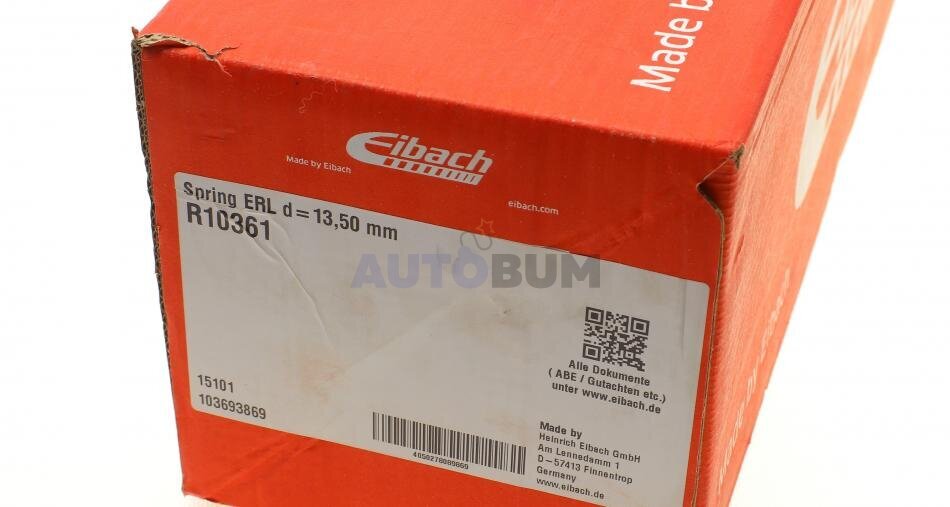 Made b
Eibach
Made by Eibach
eibach.com
Spring ERL d=13,50 mm
R10361
AUTOBUM
Alle Dokumente
( ABE / Gutachten etc.)
unter www.eibach.de
15101
103693869
4050278089869
Made by
Heinrich Eibach GmbH
Am Lennedamm 1
D-57413 Finnentrop
Germany
www.eibach.de